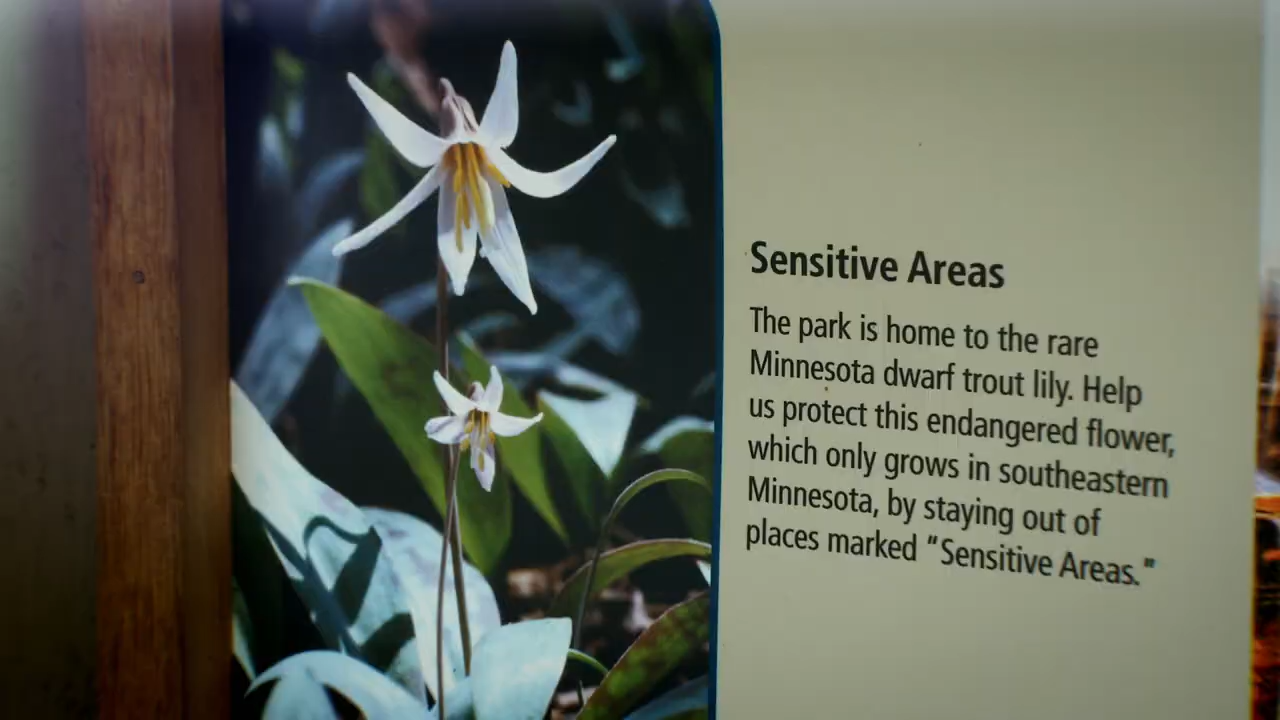 Sensitive Areas
The park is home to the rare
Minnesota dwarf trout lily. Help
us protect this endangered flower,
which only grows in southeastern
Minnesota, by staying out of
places marked “Sensitive Areas.”